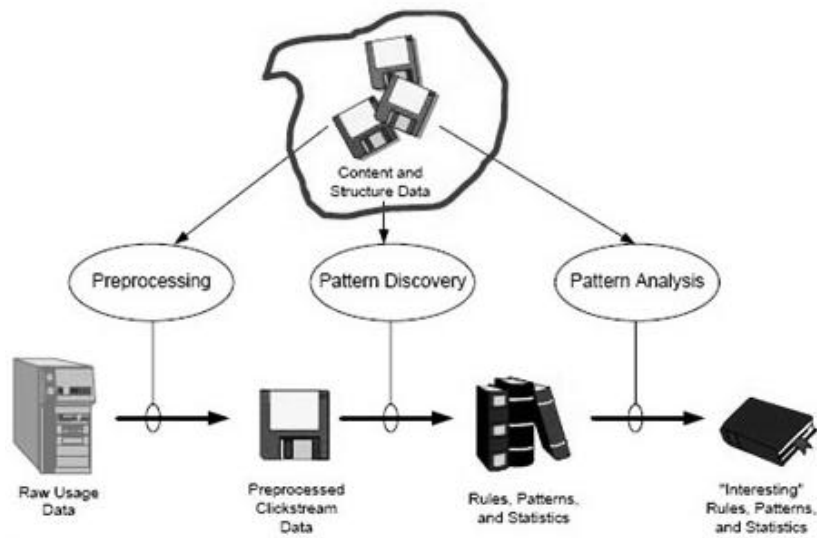 Content and
Structure Data
Preprocessing
Pattern Discovery
Pattern Analysis
Raw Usage
Data
Preprocessed
Clickstream
Data
Rules, Patterns,
and Statistics
"Interesting"
Rules, Patterns,
and Statistics